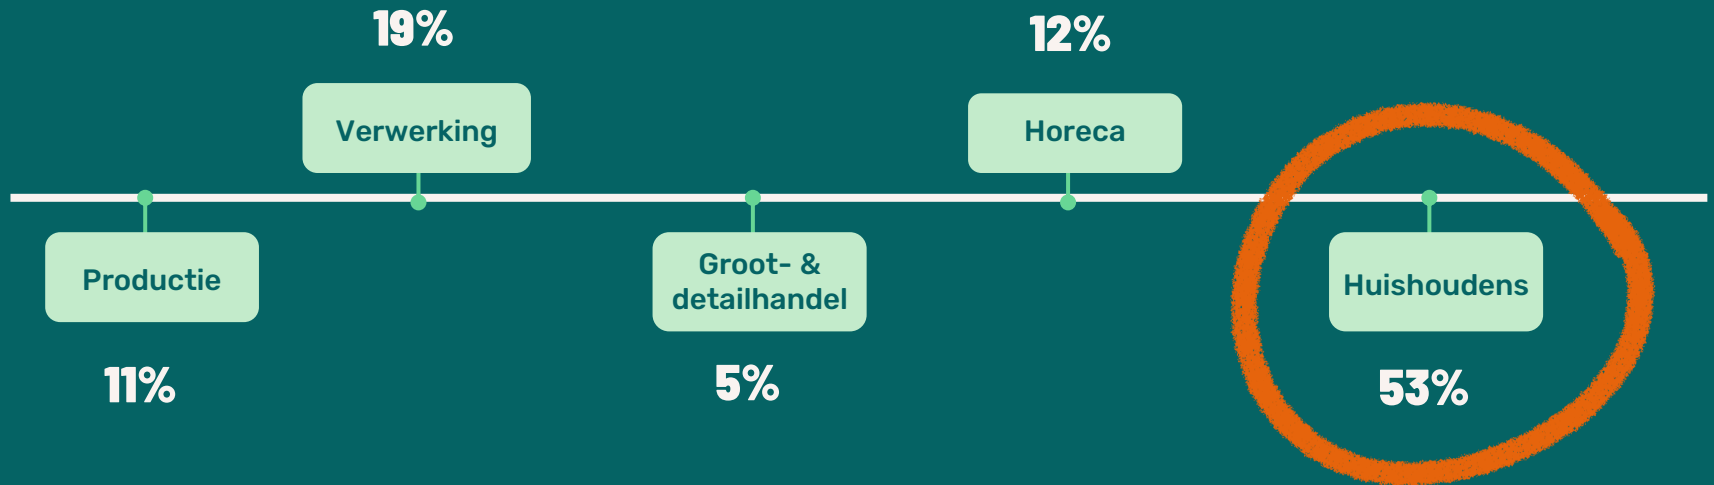 19%
12%
Verwerking
Horeca
Productie
Groot- &
detailhandel
Huishoudens
11%
5%
53%